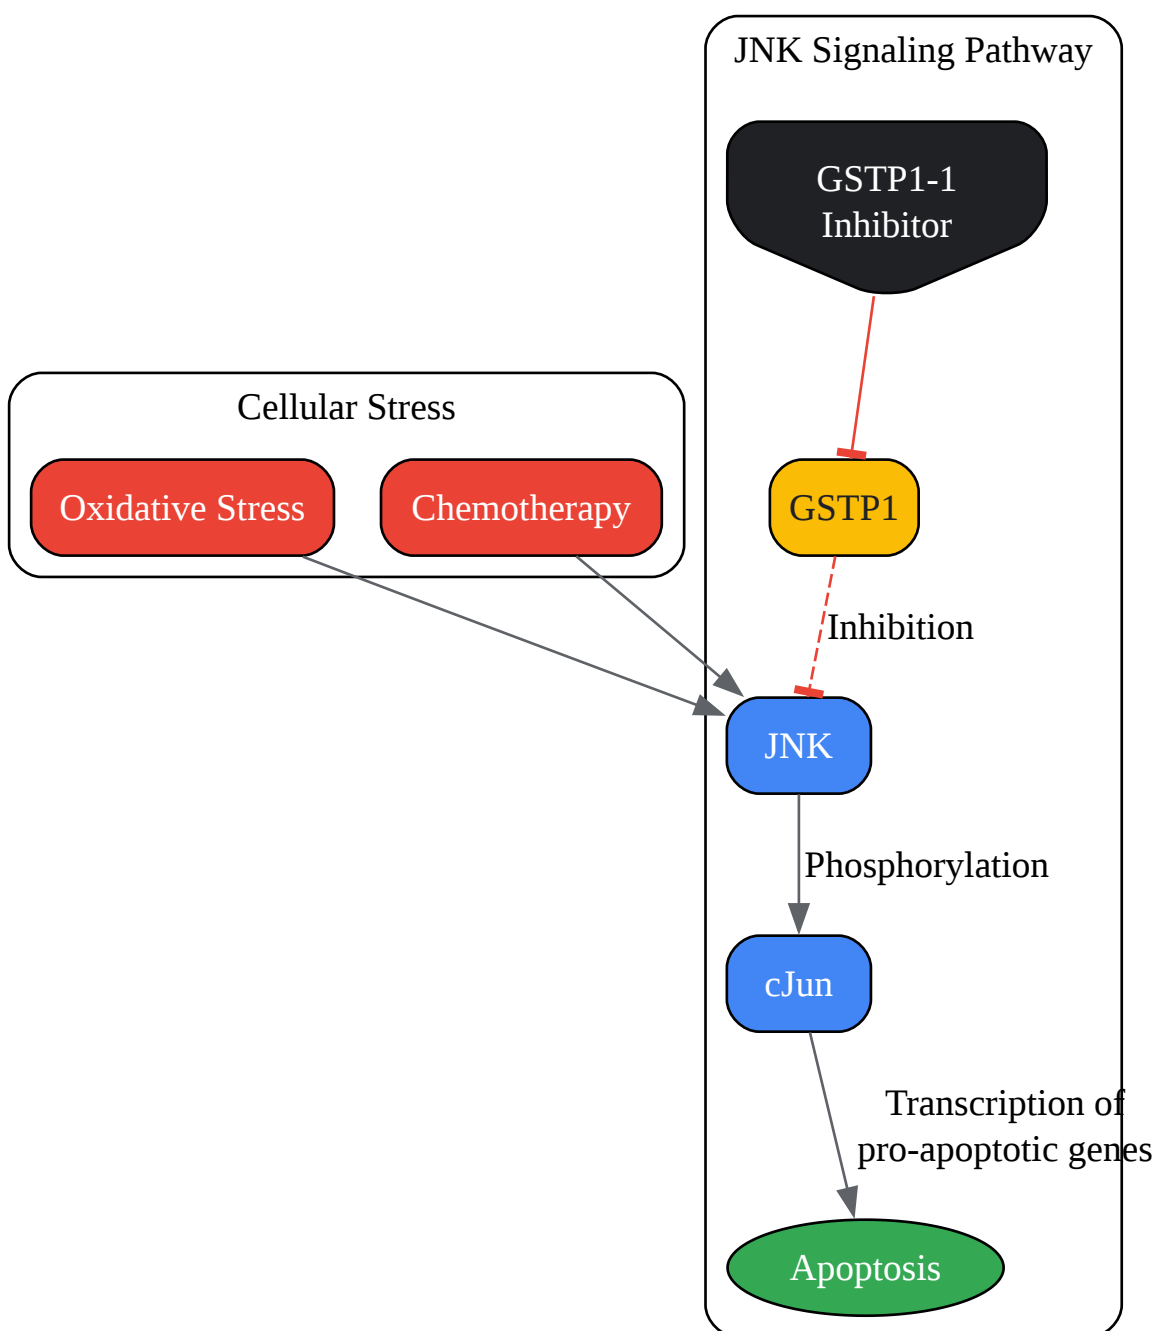 JNK Signaling Pathway
GSTP1-1
Inhibitor
Cellular Stress
Oxidative Stress
Chemotherapy
GSTP1
Inhibition
JNK
Phosphorylation
cJun
Transcription of
pro-apoptotic genes
Apoptosis